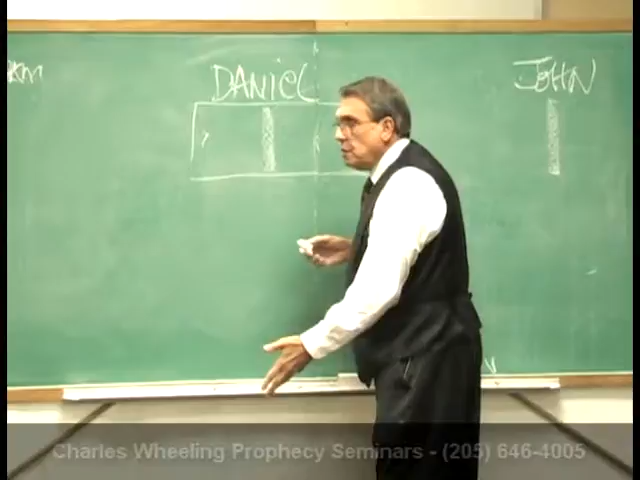 DANIEL
JOHN
Charles Wheeling Prophecy Seminars - (205) 646-4005